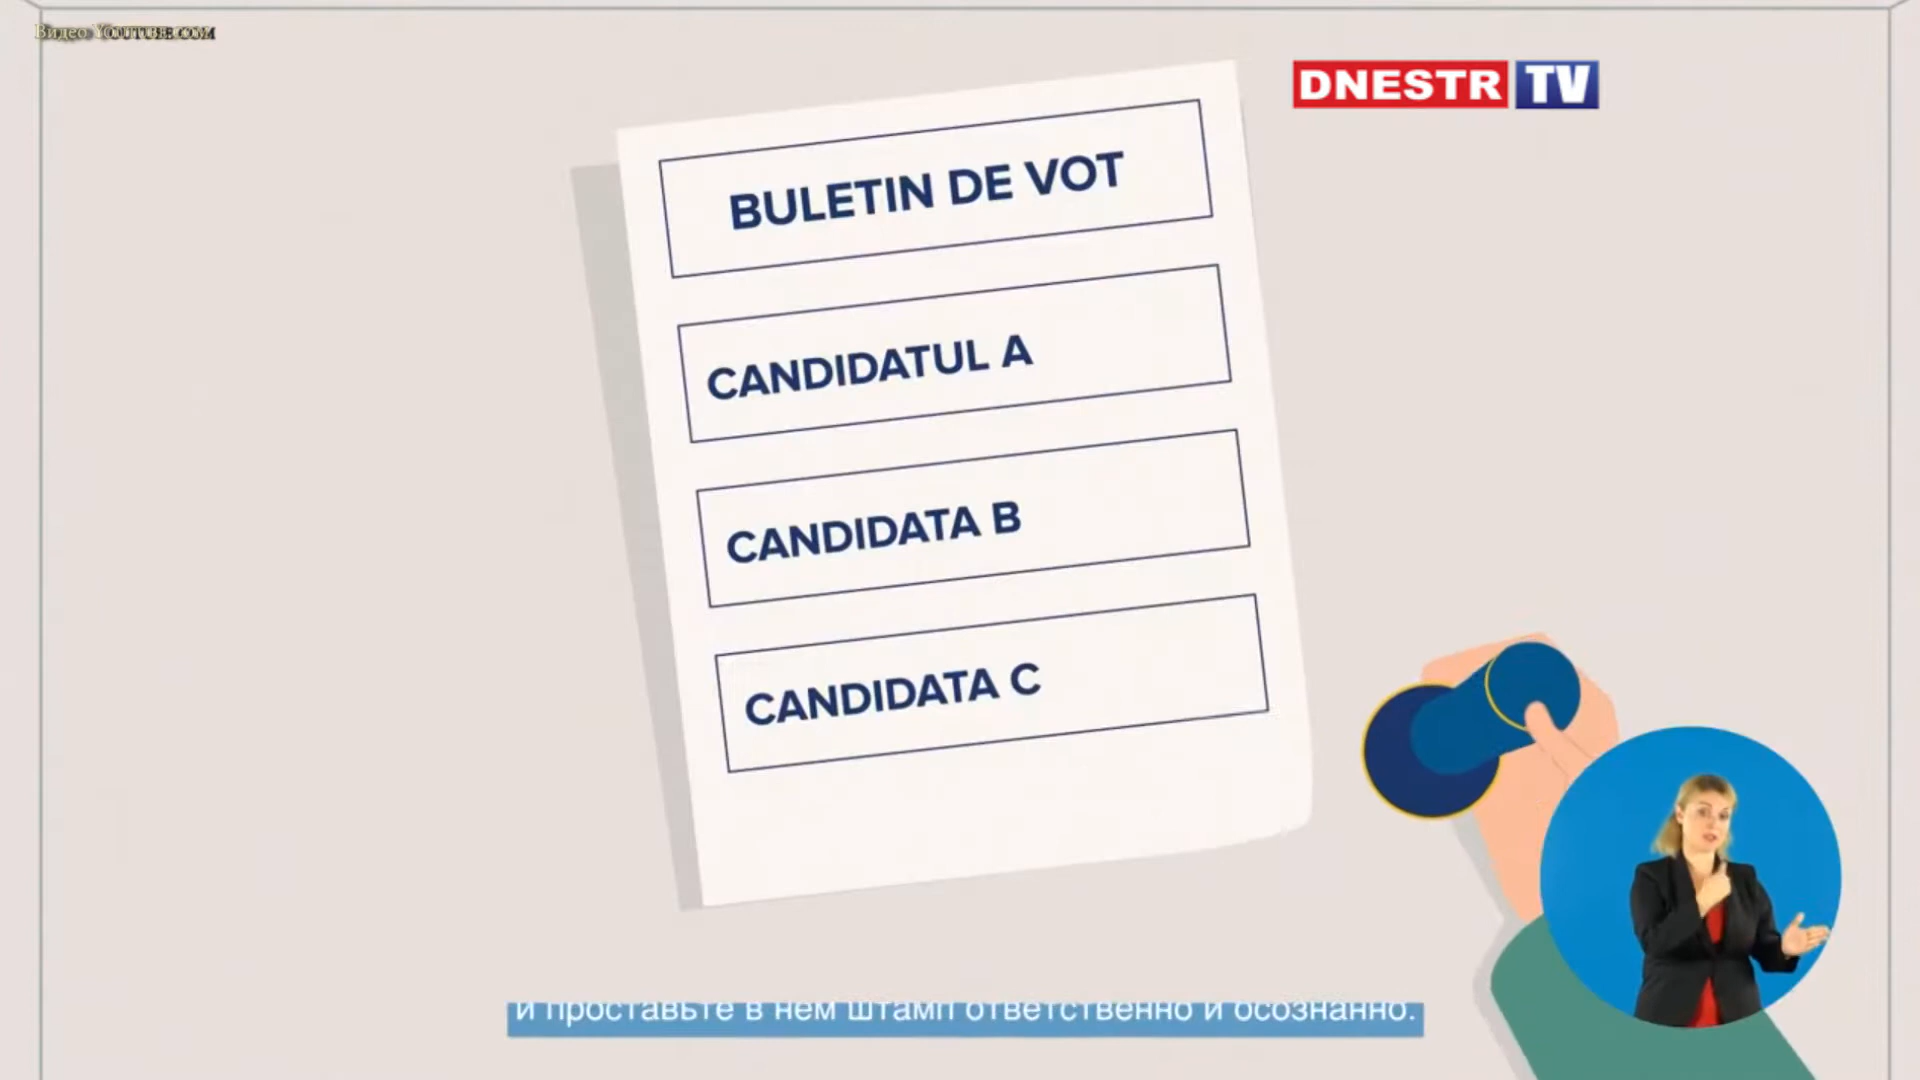 Видео YOUTUBE.COM
DNESTR TV
BULETIN DE VOT
CANDIDATUL A
CANDIDATA B
CANDIDATA C
и проставьте в нем штамп ответственно и осознанно.